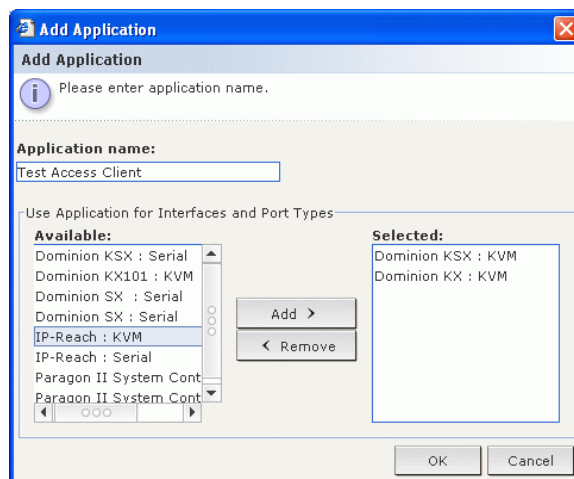 Add Application
Add Application
Please enter application name.
Application name:
Test Access Client
Use Application for Interfaces and Port Types
Available:
Dominion KSX : Serial
Dominion KX101 : KVM
Dominion SX : Serial
Dominion SX : Serial
IP-Reach : KVM
IP-Reach : Serial
Paragon II System Cont
Paragon II System Cont
Add >
< Remove
Selected:
Dominion KSX : KVM
Dominion KX : KVM
OK
Cancel